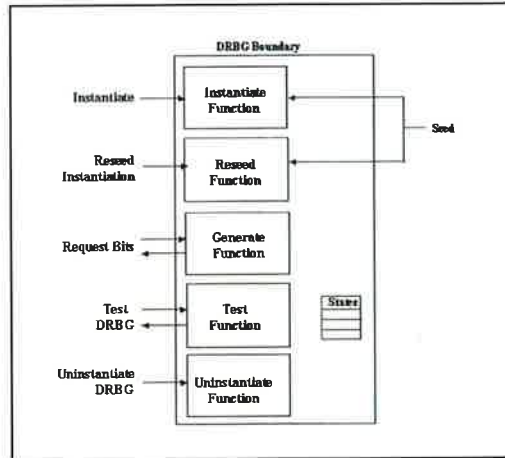 DRBG Boundary
Instantiate
Instantiate
Function
Seed
Reseed
Instantiation
Reseed
Function
Request Bits
Generate
Function
Test
DRBG
Test
Function
States
Uninstantiate
DRBG
Uninstantiate
Function